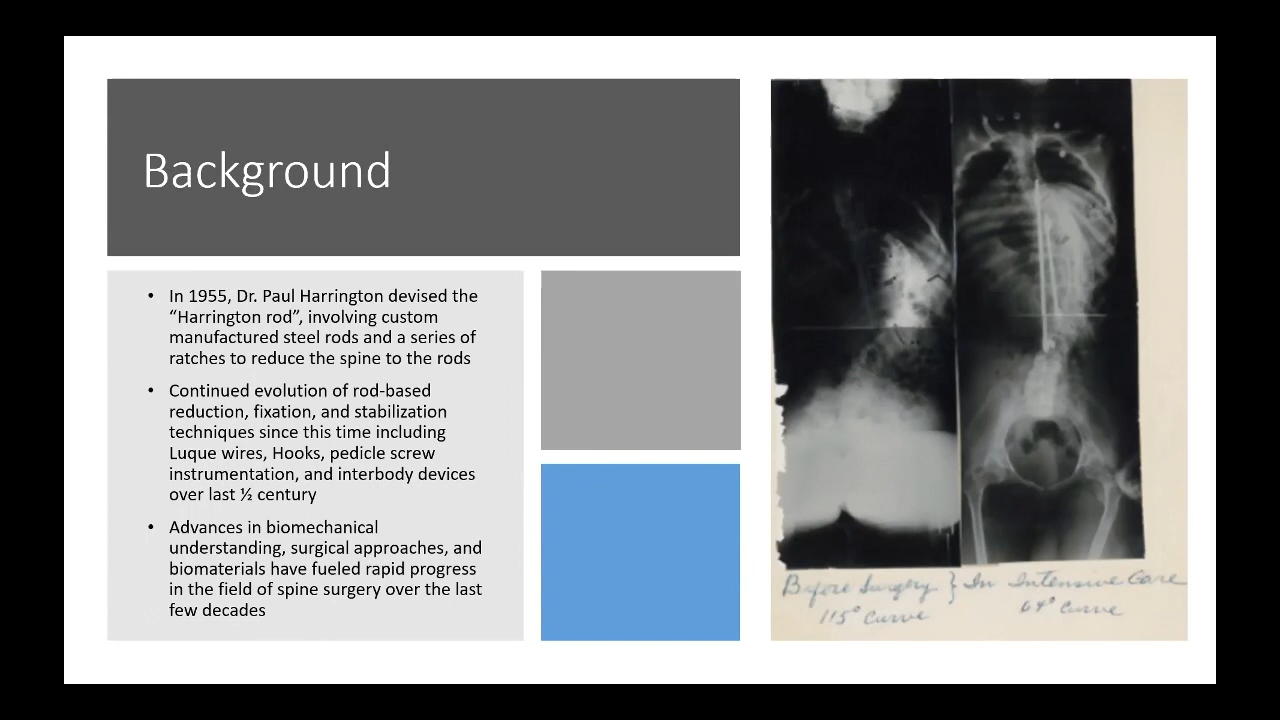 Background
• In 1955, Dr. Paul Harrington devised the
“Harrington rod”, involving custom
manufactured steel rods and a series of
ratches to reduce the spine to the rods
• Continued evolution of rod-based
reduction, fixation, and stabilization
techniques since this time including
Luque wires, Hooks, pedicle screw
instrumentation, and interbody devices
over last ½ century
• Advances in biomechanical
understanding, surgical approaches, and
biomaterials have fueled rapid progress
in the field of spine surgery over the last
few decades
Before Surgery } In Intensive Care
115° curve 64° curve